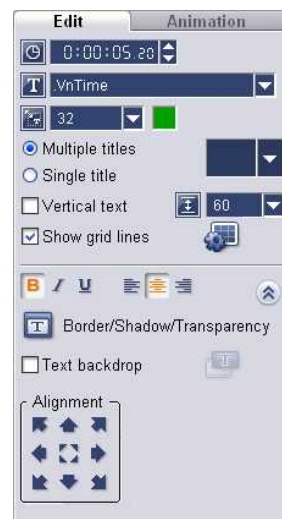 Edit Animation
0:00:05.20
T .VnTime
32
Multiple titles
Single title
Vertical text 60
Show grid lines
B I U
T Border/Shadow/Transparency
Text backdrop T
Alignment